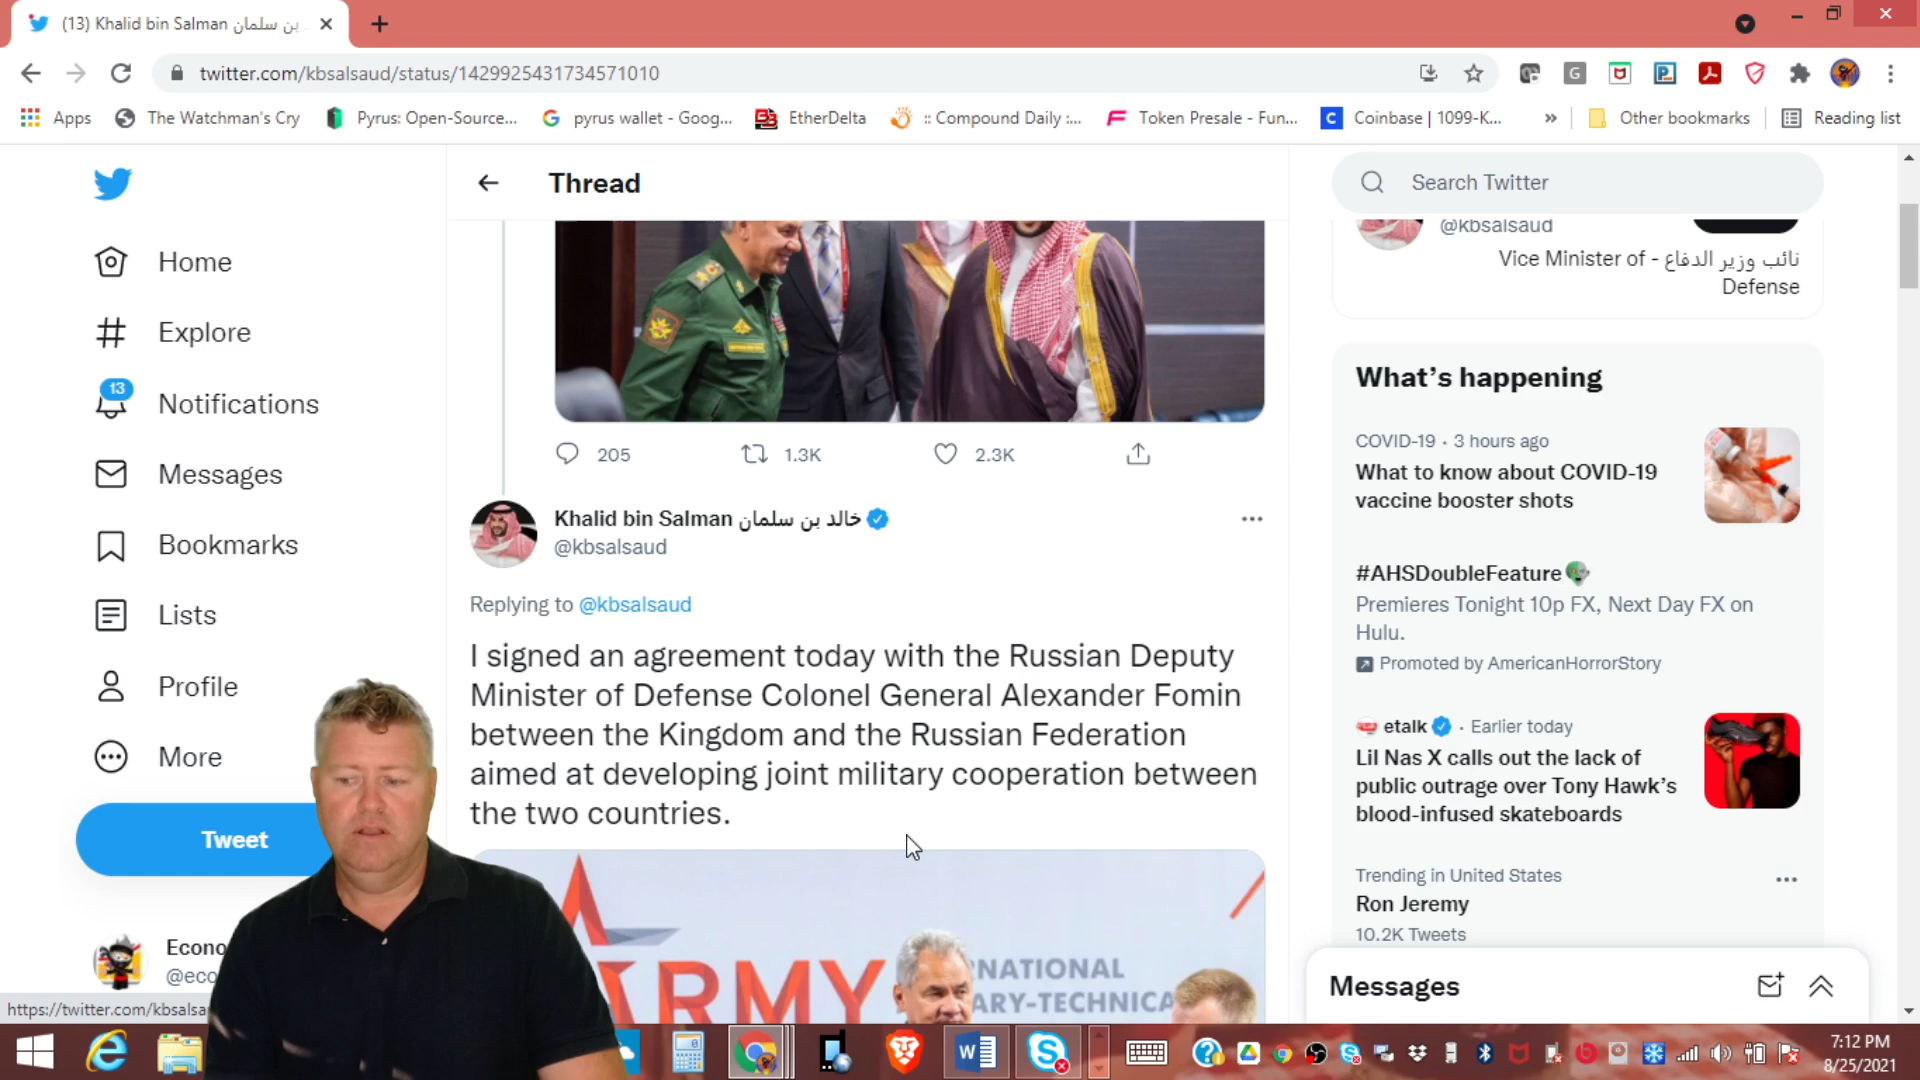 (13) Khalid bin Salman خالد بن سلمان
twitter.com/kbsalsaud/status/1429925431734571010
Apps
The Watchman's Cry
Pyrus: Open-Source...
pyrus wallet - Goog...
EtherDelta
:: Compound Daily :...
Token Presale - Fun...
Coinbase | 1099-K...
»
Other bookmarks
Reading list
Home
Explore
13
Notifications
Messages
Bookmarks
Lists
Profile
More
Tweet
Econo
@eco
https://twitter.com/kbsalsa
Thread
205
1.3K
2.3K
Khalid bin Salman خالد بن سلمان
@kbsalsaud
Replying to @kbsalsaud
I signed an agreement today with the Russian Deputy
Minister of Defense Colonel General Alexander Fomin
between the Kingdom and the Russian Federation
aimed at developing joint military cooperation between
the two countries.
ARMY
NATIONAL
ARY-TECHNICA
Search Twitter
@kbsalsaud
نائب وزير الدفاع - Vice Minister of
Defense
What's happening
COVID-19 · 3 hours ago
What to know about COVID-19
vaccine booster shots
#AHSDoubleFeature
Premieres Tonight 10p FX, Next Day FX on
Hulu.
Promoted by AmericanHorrorStory
etalk · Earlier today
Lil Nas X calls out the lack of
public outrage over Tony Hawk's
blood-infused skateboards
Trending in United States
Ron Jeremy
10.2K Tweets
Messages
7:12 PM
8/25/2021